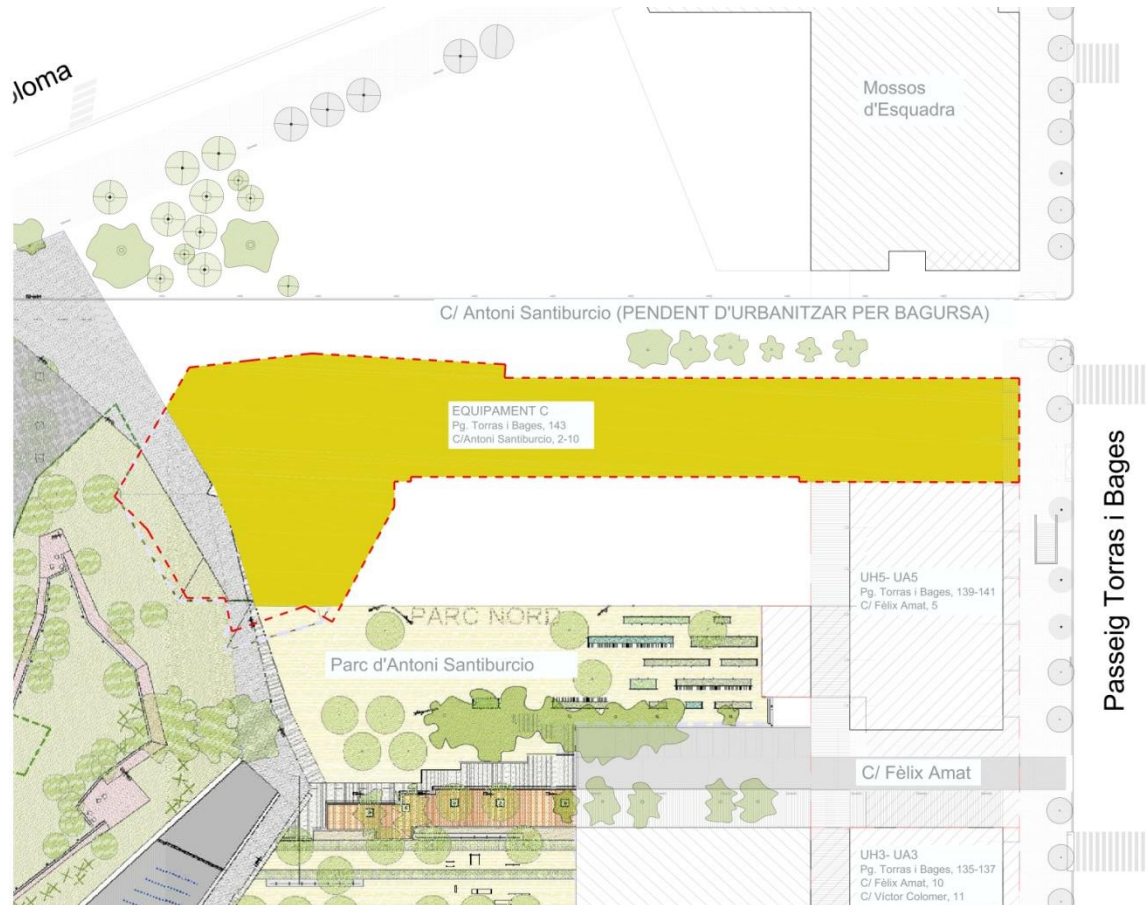 oloma
Mossos
d'Esquadra
C/ Antoni Santiburcio (PENDENT D'URBANITZAR PER BAGURSA)
EQUIPAMENT C
Pg. Torras i Bages, 143
C/Antoni Santiburcio, 2-10
Passeig Torras i Bages
UH5- UA5
Pg. Torras i Bages, 139-141
C/ Fèlix Amat, 5
PARC NORD
Parc d'Antoni Santiburcio
C/ Fèlix Amat
UH3- UA3
Pg. Torras i Bages, 135-137
C/ Fèlix Amat, 10
C/ Víctor Colomer, 11